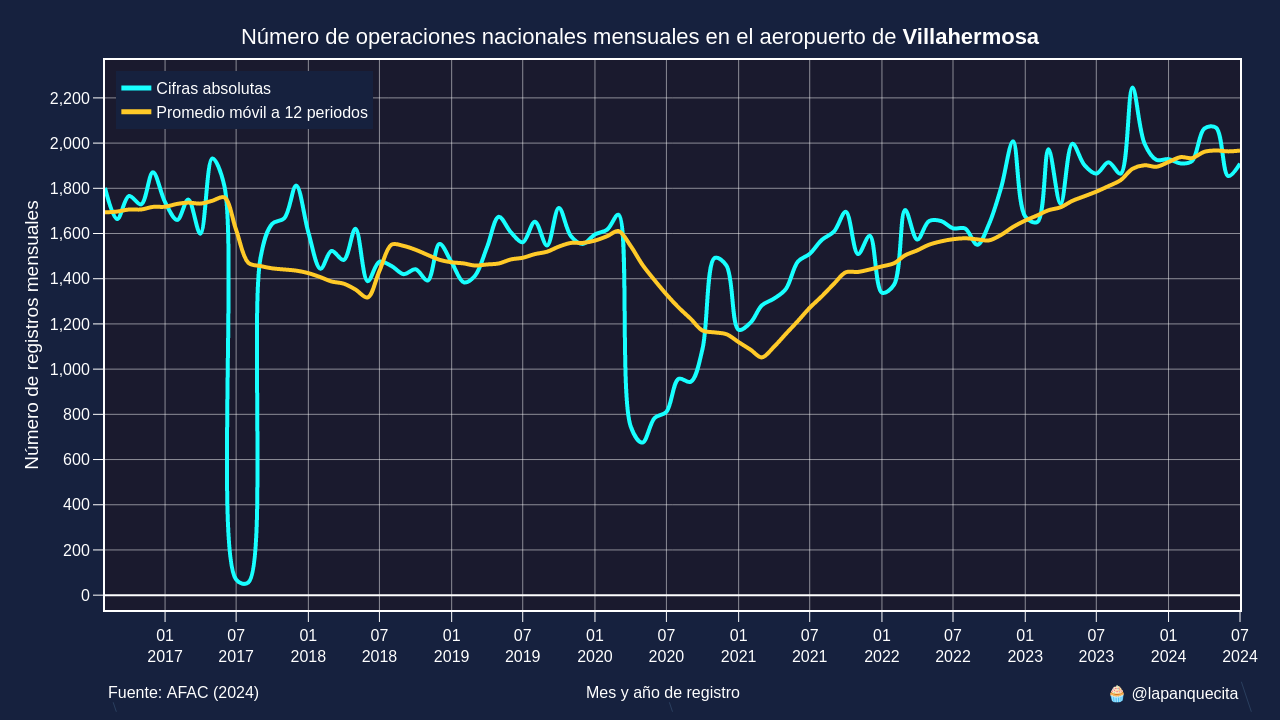 Número de operaciones nacionales mensuales en el aeropuerto de Villahermosa
Cifras absolutas
Promedio móvil a 12 periodos
Número de registros mensuales
2,200
2,000
1,800
1,600
1,400
1,200
1,000
800
600
400
200
0
01 07 01 07 01 07 01 07 01 07 01 07 01 07 01 07
2017 2017 2018 2018 2019 2019 2020 2020 2021 2021 2022 2022 2023 2023 2024 2024
Fuente: AFAC (2024) Mes y año de registro 🧁 @lapanquecita